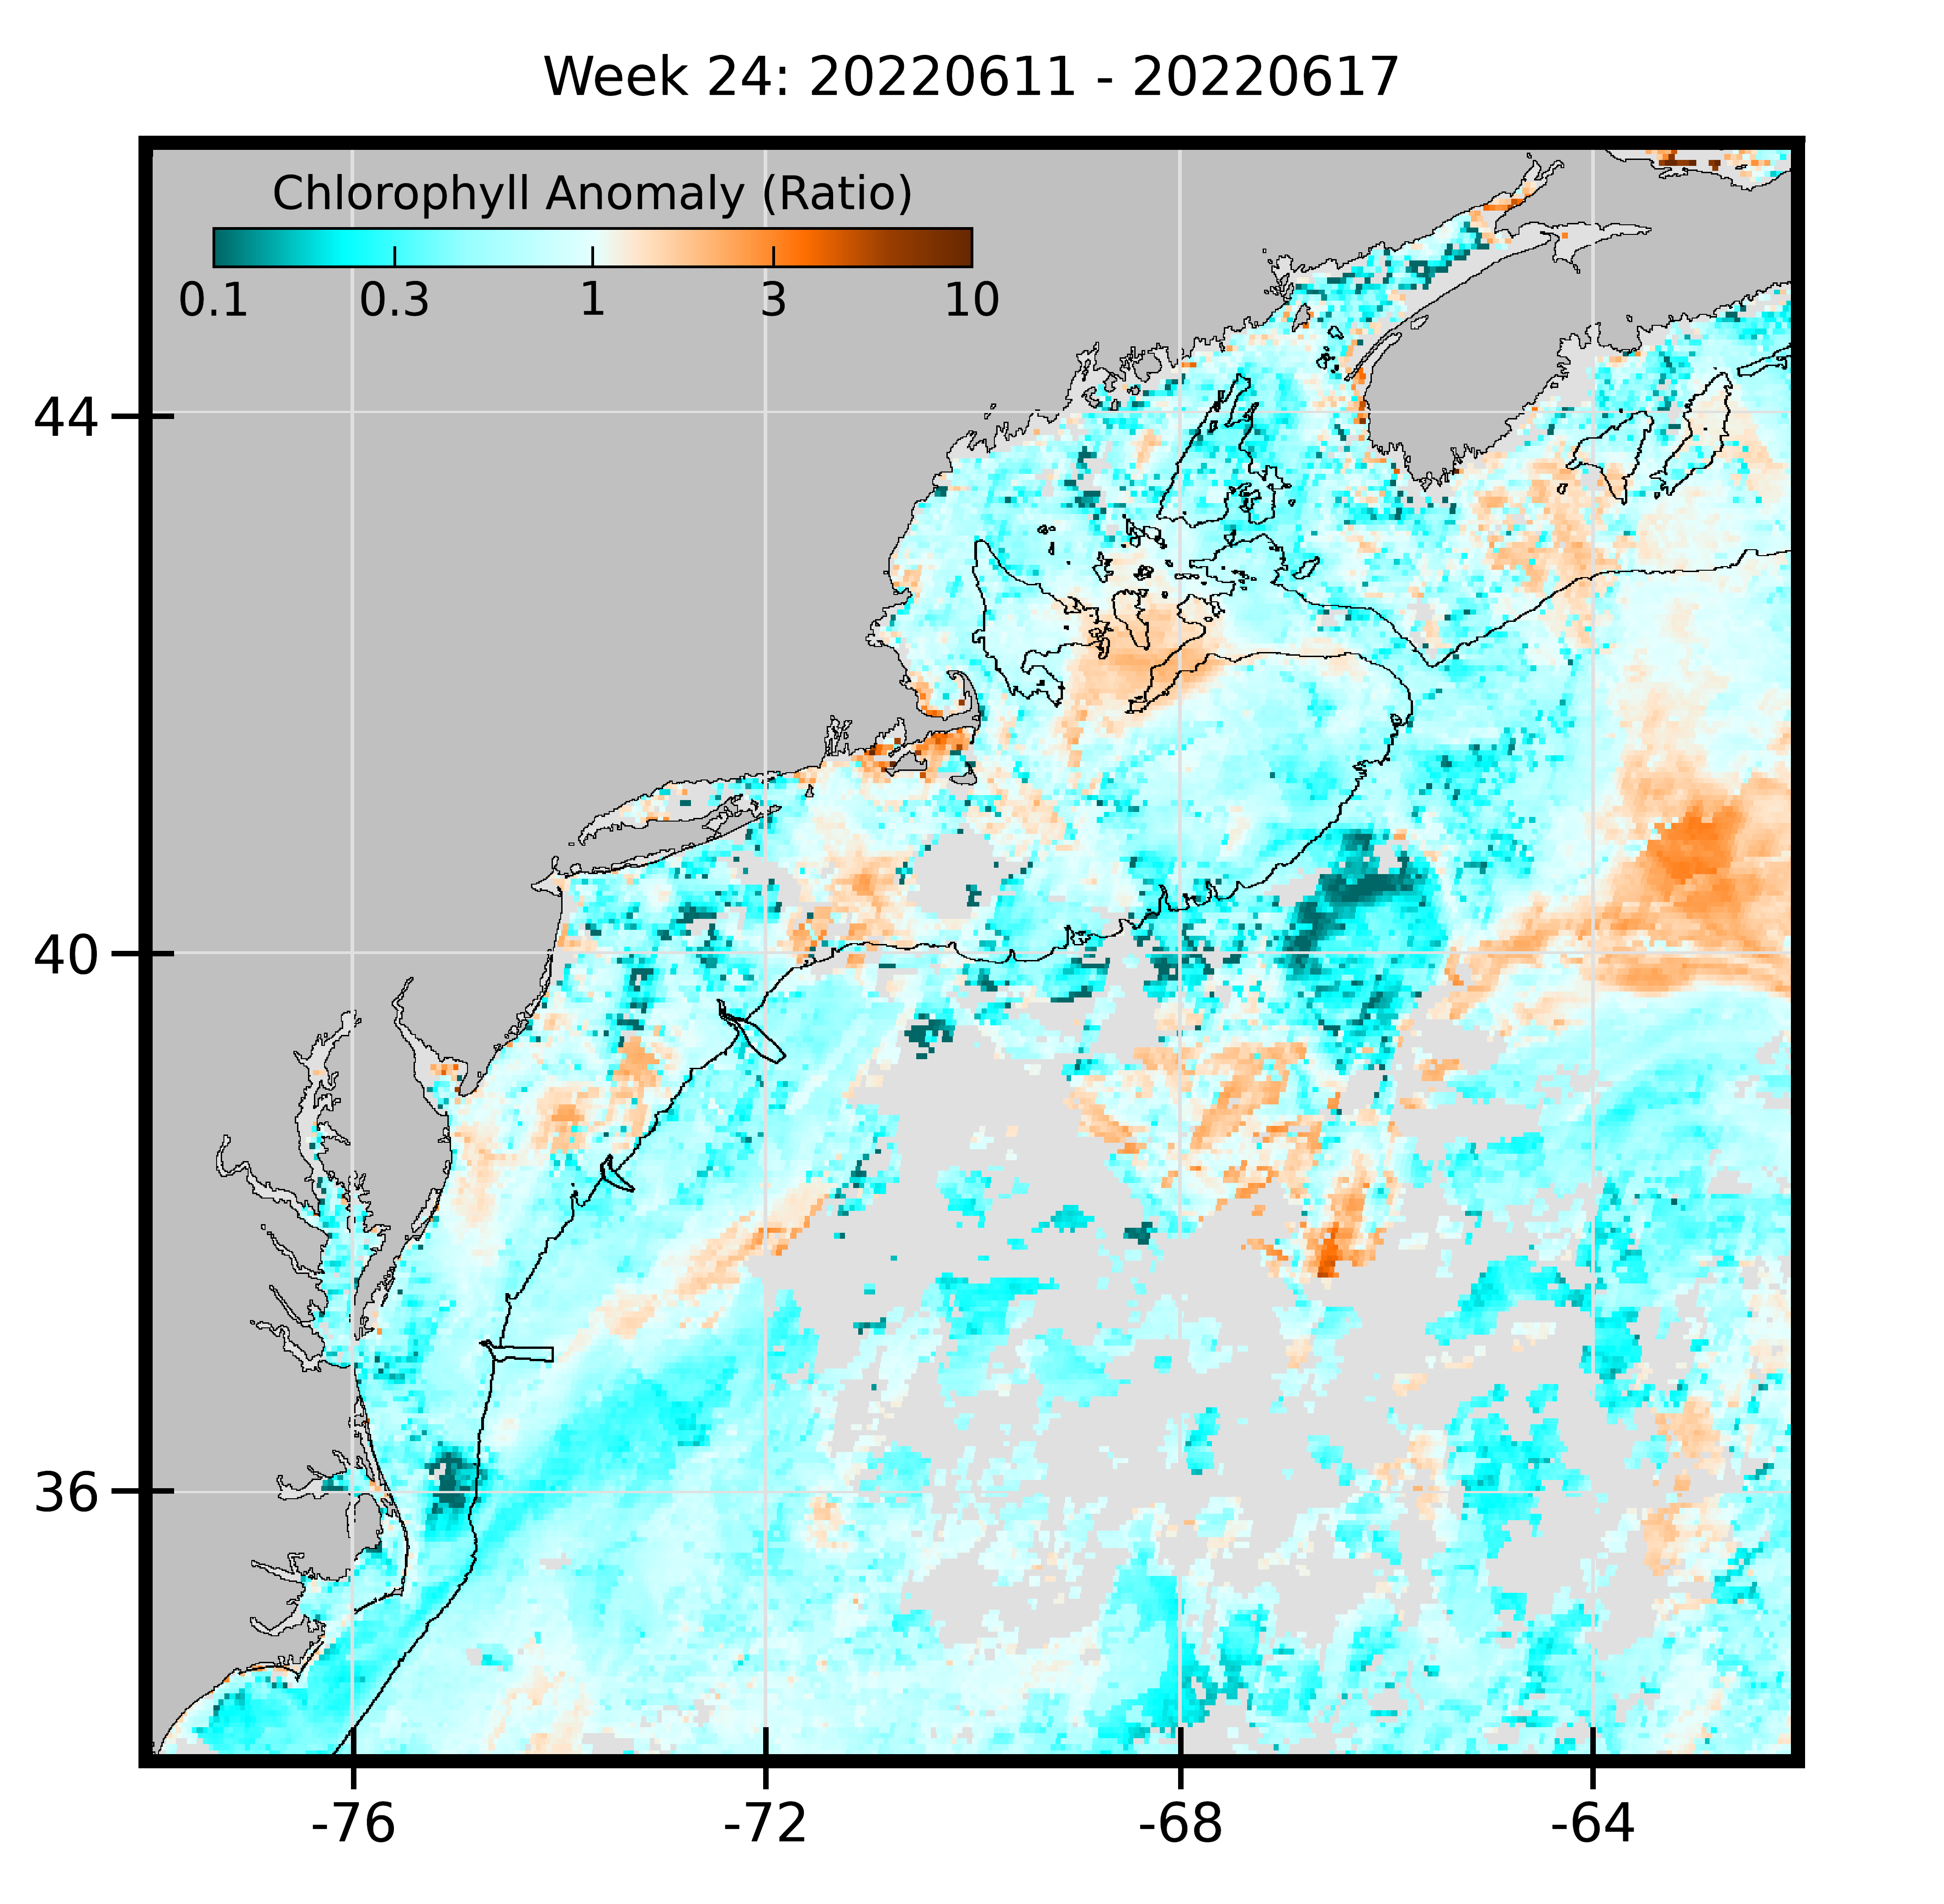 Week 24: 20220611 - 20220617
Chlorophyll Anomaly (Ratio)
0.1 0.3 1 3 10
44
40
36
-76 -72 -68 -64